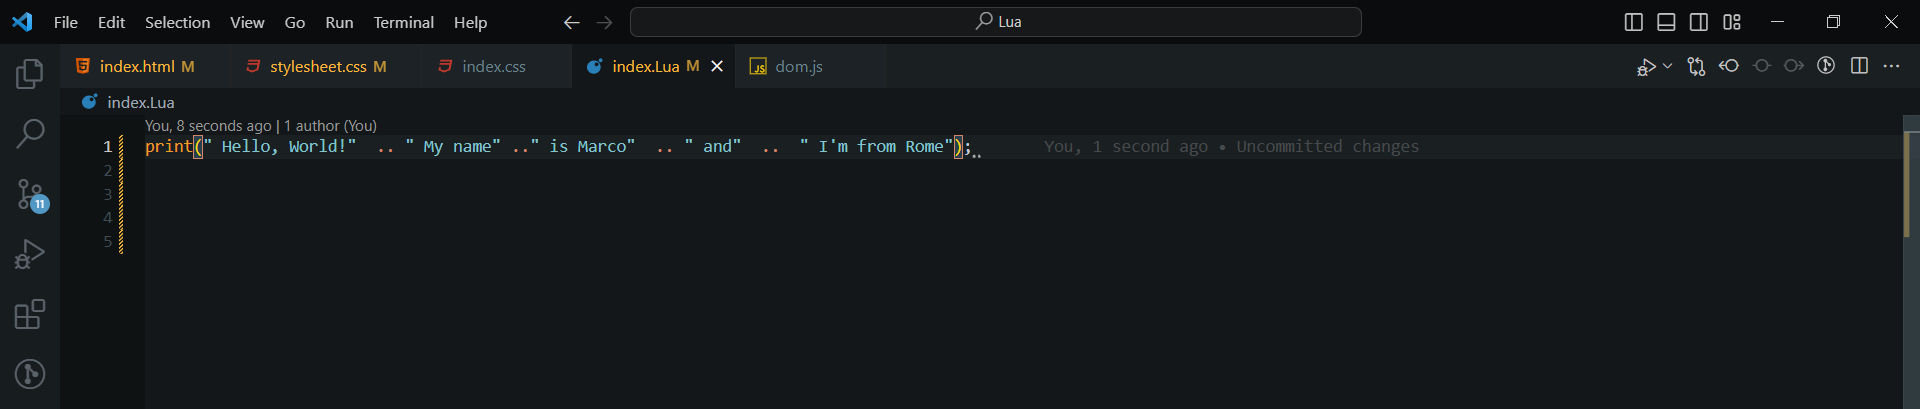 File Edit Selection View Go Run Terminal Help Lua
index.html M stylesheet.css M index.css index.Lua M dom.js
index.Lua
You, 8 seconds ago | 1 author (You)
1 print(" Hello, World!"  .. " My name" .." is Marco"  .. " and"  ..  " I'm from Rome"); You, 1 second ago • Uncommitted changes
2
3
11
4
5